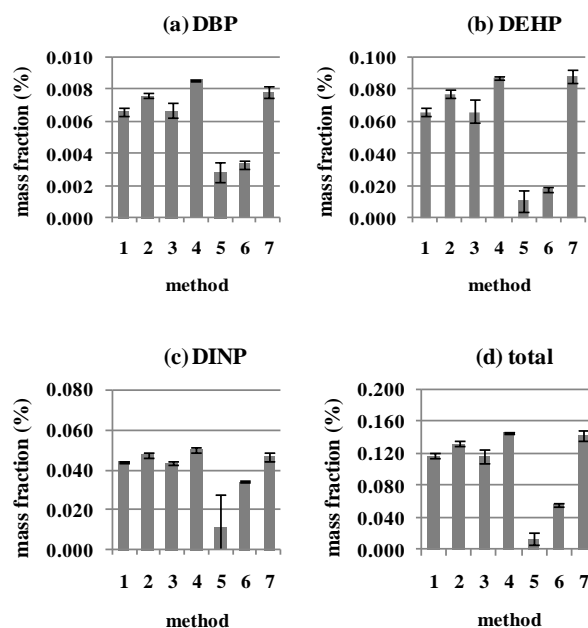 (a) DBP
mass fraction (%)
0.010
0.008
0.006
0.004
0.002
0.000
1 2 3 4 5 6 7
method
(b) DEHP
mass fraction (%)
0.100
0.080
0.060
0.040
0.020
0.000
1 2 3 4 5 6 7
method
(c) DINP
mass fraction (%)
0.080
0.060
0.040
0.020
0.000
1 2 3 4 5 6 7
method
(d) total
mass fraction (%)
0.200
0.160
0.120
0.080
0.040
0.000
1 2 3 4 5 6 7
method